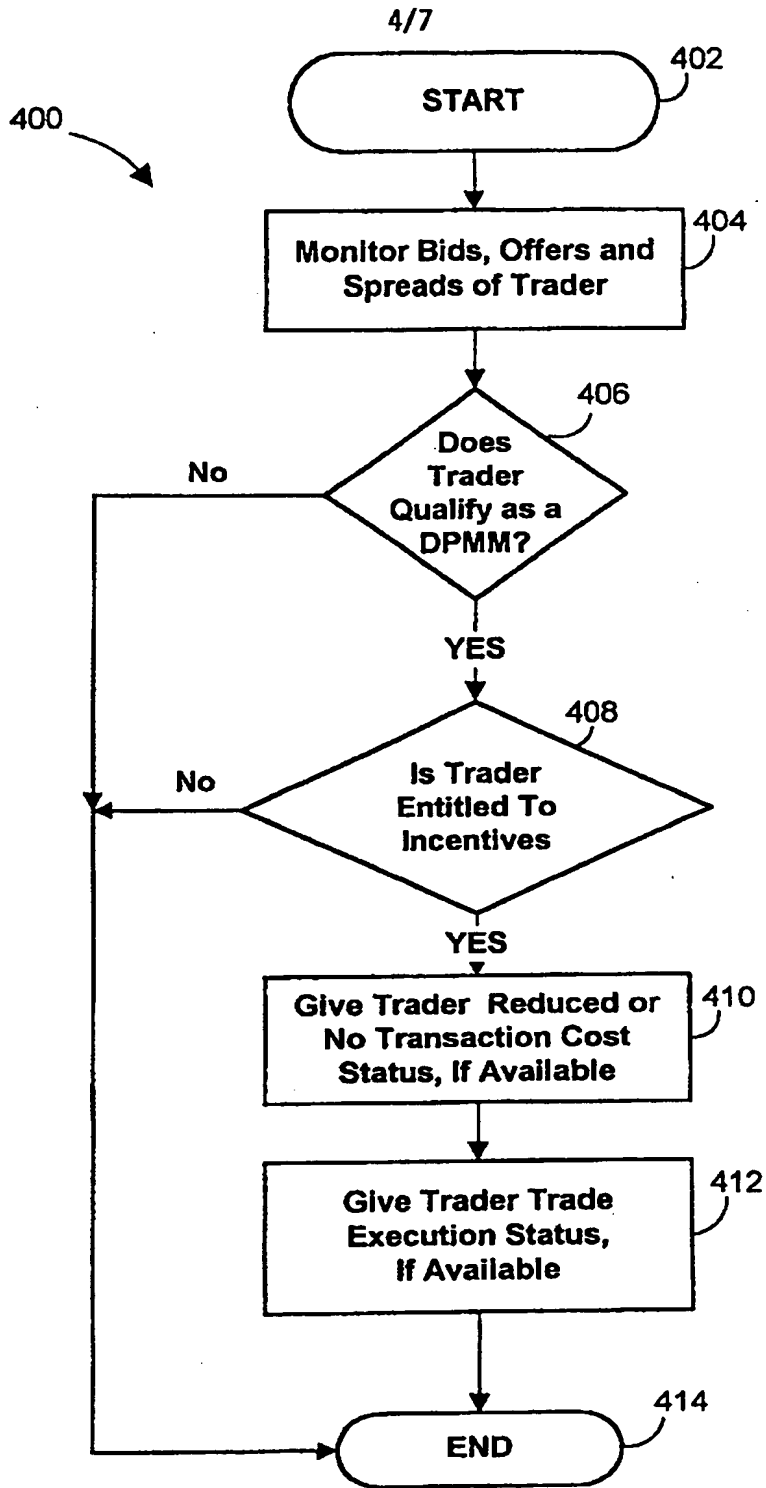 4/7
402
START
400
404
Monitor Bids, Offers and
Spreads of Trader
406
Does
Trader
Qualify as a
DPMM?
No
YES
408
Is Trader
Entitled To
Incentives
No
YES
410
Give Trader Reduced or
No Transaction Cost
Status, If Available
412
Give Trader Trade
Execution Status,
If Available
414
END